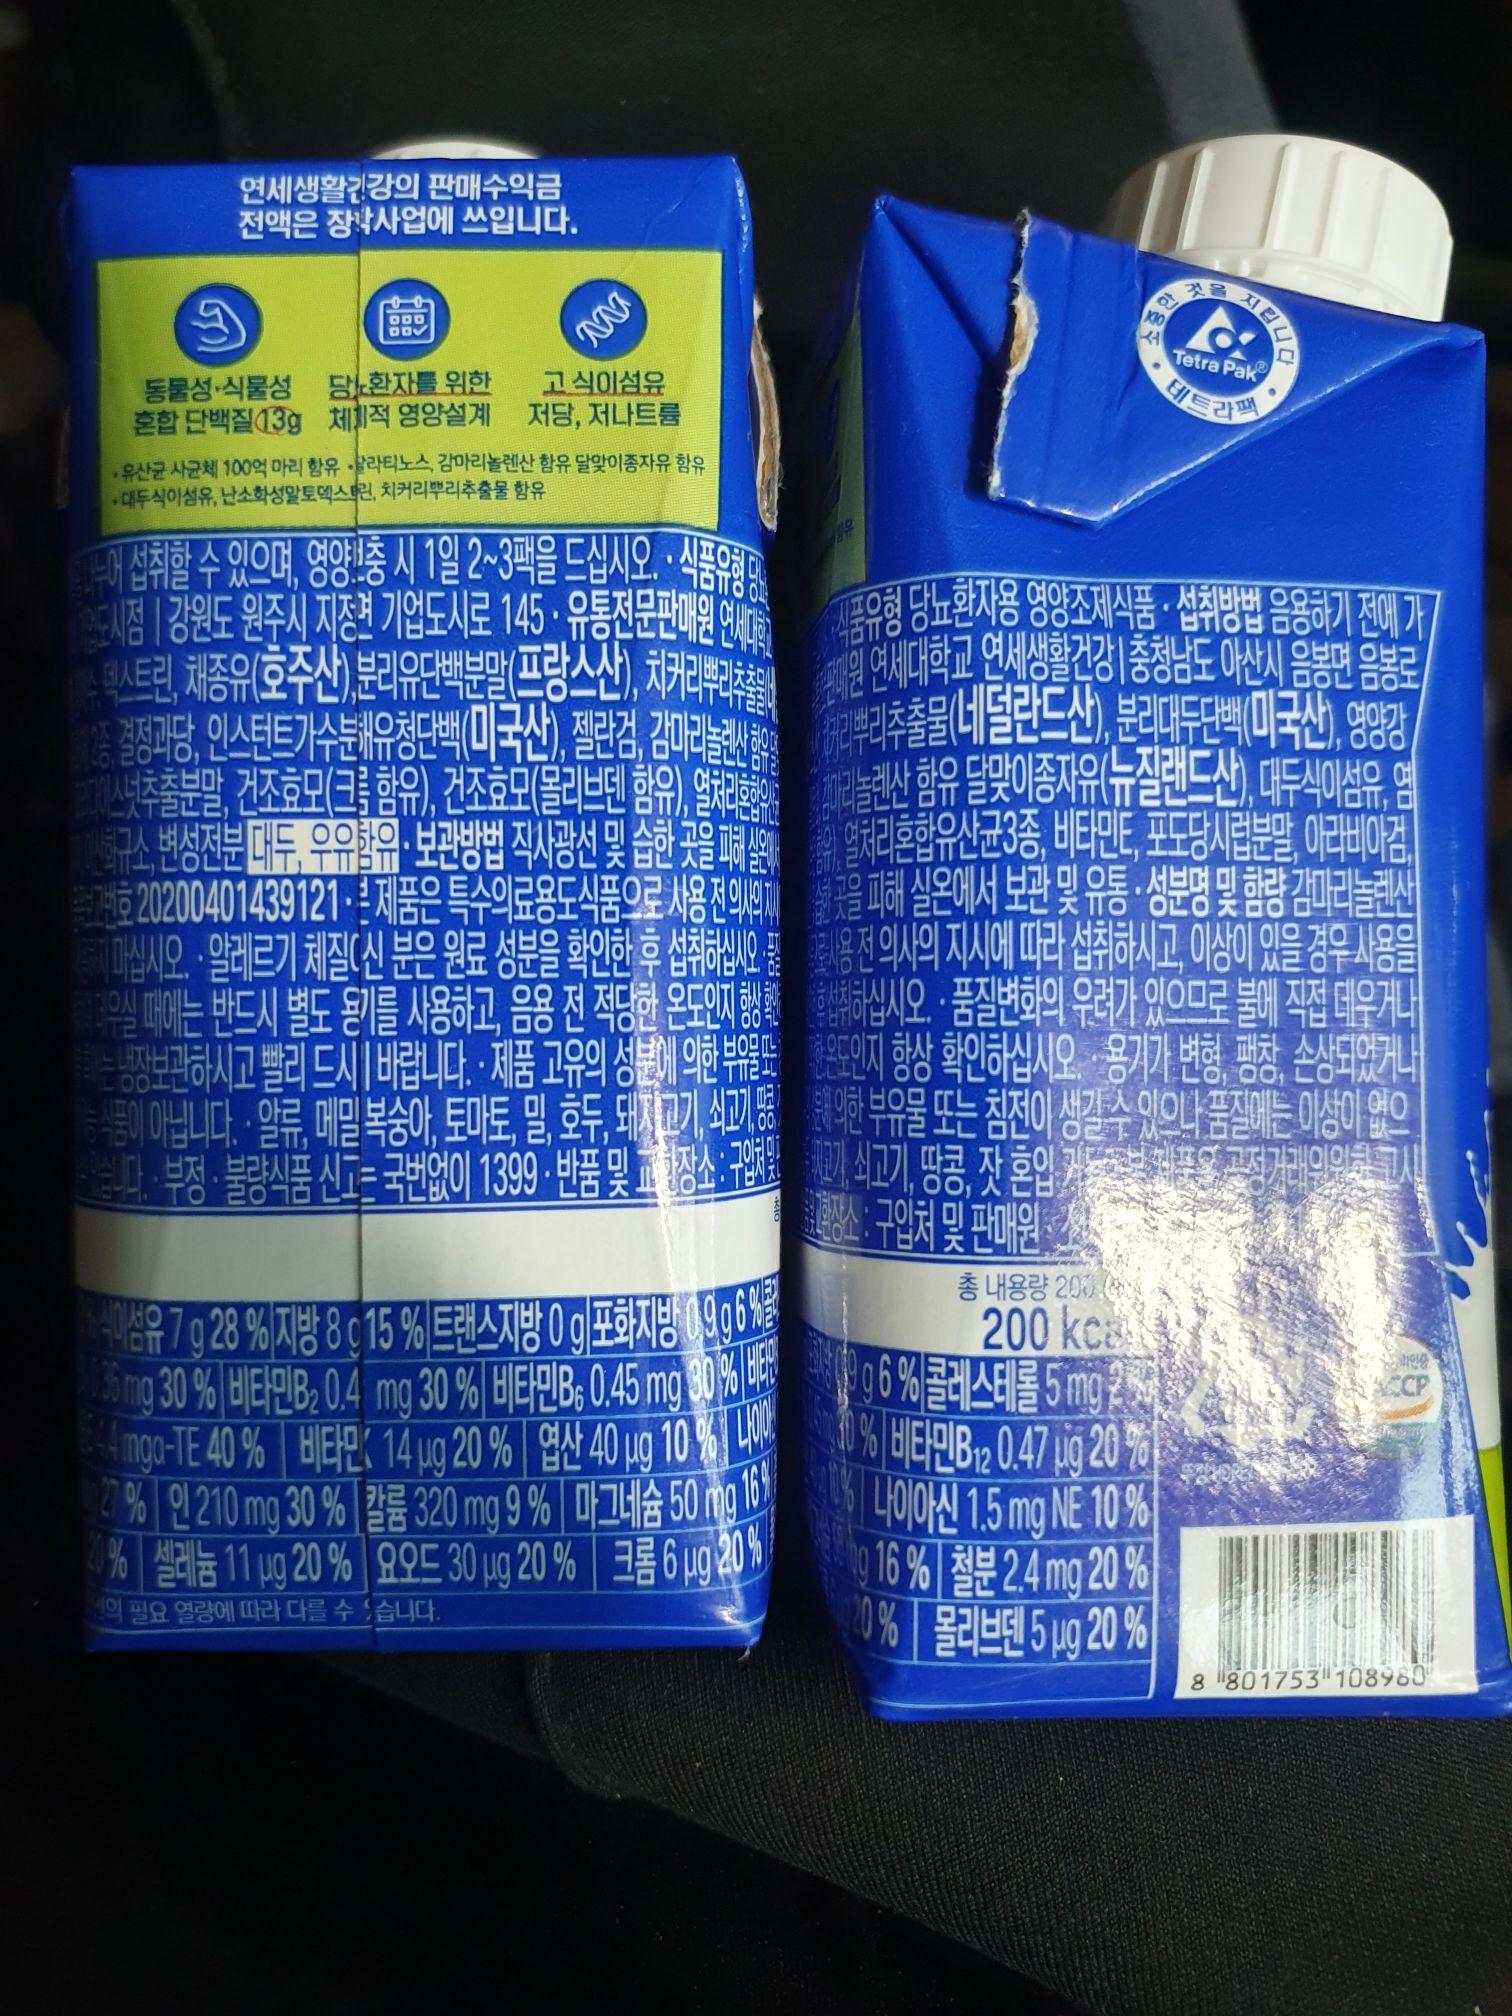 연세생활건강의 판매수익금
전액은 장학사업에 쓰입니다.
동물성·식물성
혼합 단백질 13g
당뇨환자를 위한
체계적 영양설계
고 식이섬유
저당, 저나트륨
· 유산균 사균체 100억 마리 함유 · 팔라티노스, 감마리놀렌산 함유 달맞이종자유 함유
· 대두식이섬유, 난소화성말토덱스트린, 치커리뿌리추출물 함유
섭취할 수 있으며, 영양보충 시 1일 2~3팩을 드십시오. · 식품유형
강원도 원주시 지정면 기업도시로 145 · 유통전문판매원
덱스트린, 채종유(호주산), 분리유단백분말(프랑스산), 치커리뿌리추출물
2종, 결정과당, 인스턴트가수분해유청단백(미국산), 젤란검, 감마리놀렌산 함유
건조효모(크롬 함유), 건조효모(몰리브덴 함유), 열처리혼합유산균
변성전분 대두, 우유 함유 · 보관방법 직사광선 및 습한 곳을 피해
20200401439121 · 본 제품은 특수의료용도식품으로 사용 전 의사의
마십시오. · 알레르기 체질이신 분은 원료 성분을 확인한 후 섭취하십시오.
데우실 때에는 반드시 별도 용기를 사용하고, 음용 전 적당한 온도인지 항상
냉장보관하시고 빨리 드시기 바랍니다. · 제품 고유의 성분에 의한 부유물
식품이 아닙니다. · 알류, 메밀, 복숭아, 토마토, 밀, 호두, 돼지고기, 쇠고기,
부정 · 불량식품 신고는 국번없이 1399 · 반품 및 교환장소 : 구입처
식이섬유 7 g 28 % 지방 8 g 15 % 트랜스지방 0 g 포화지방 0.9 g 6 %
30 % 비타민B2 0.4 mg 30 % 비타민B6 0.45 mg 30 %
mgα-TE 40 % 비타민K 14 μg 20 % 엽산 40 μg 10 %
27 % 인 210 mg 30 % 칼륨 320 mg 9 % 마그네슘 50 mg 16 %
20 % 셀레늄 11 μg 20 % 요오드 30 μg 20 % 크롬 6 μg 20 %
필요 열량에 따라 다를 수 있습니다.
소중한 것을 지킵니다
Tetra Pak®
테트라팩
식품유형 당뇨환자용 영양조제식품 · 섭취방법 음용하기 전에 가
연세대학교 연세생활건강 | 충청남도 아산시 음봉면 음봉로
치커리뿌리추출물(네덜란드산), 분리대두단백(미국산), 영양강
감마리놀렌산 함유 달맞이종자유(뉴질랜드산), 대두식이섬유, 염
열처리혼합유산균3종, 비타민E, 포도당시럽분말, 아라비아검,
곳을 피해 실온에서 보관 및 유통 · 성분명 및 함량 감마리놀렌산
사용 전 의사의 지시에 따라 섭취하시고, 이상이 있을 경우 사용을
후 섭취하십시오. · 품질변화의 우려가 있으므로 불에 직접 데우거나
온도인지 항상 확인하십시오. · 용기가 변형, 팽창, 손상되었거나
의한 부유물 또는 침전이 생길 수 있으나 품질에는 이상이 없으
쇠고기, 땅콩, 잣 혼입
교환장소 : 구입처 및 판매원
총 내용량 200
200 kcal
6 % 콜레스테롤 5 mg
비타민B12 0.47 μg 20 %
나이아신 1.5 mg NE 10 %
16 % 철분 2.4 mg 20 %
20 % 몰리브덴 5 μg 20 %
8 801753 108980